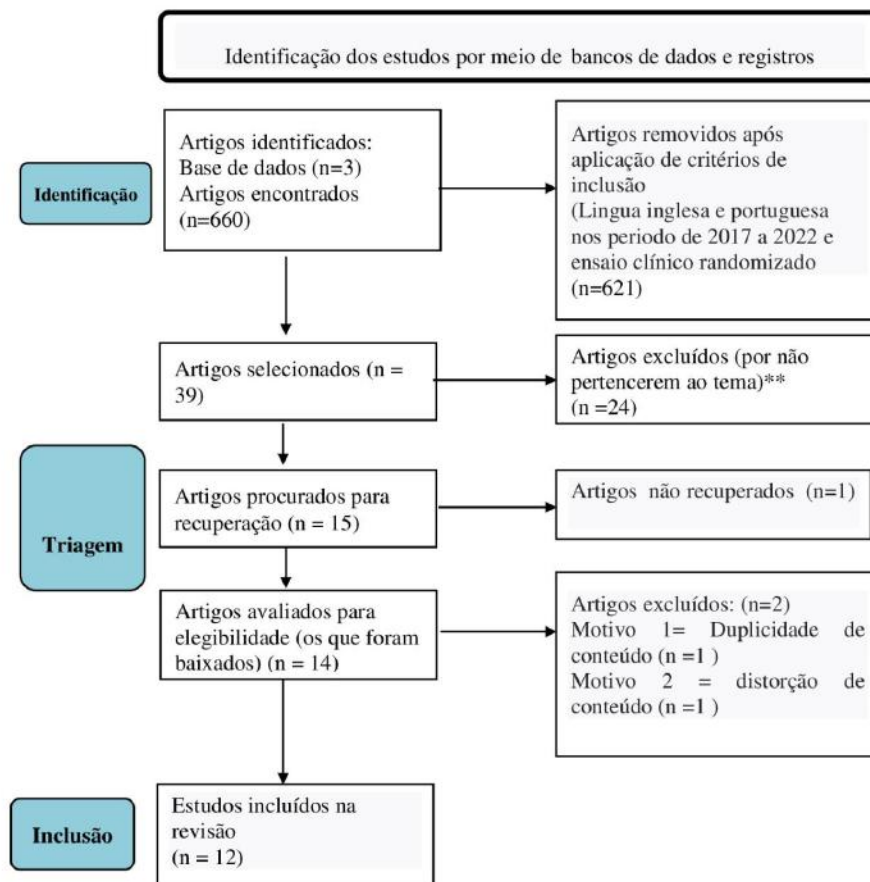 Identificação dos estudos por meio de bancos de dados e registros
Identificação
Artigos identificados:
Base de dados (n=3)
Artigos encontrados
(n=660)
Artigos removidos após
aplicação de critérios de
inclusão
(Lingua inglesa e portuguesa
nos periodo de 2017 a 2022 e
ensaio clínico randomizado
(n=621)
Artigos selecionados (n =
39)
Artigos excluídos (por não
pertencerem ao tema)**
(n =24)
Triagem
Artigos procurados para
recuperação (n = 15)
Artigos não recuperados (n=1)
Artigos avaliados para
elegibilidade (os que foram
baixados) (n = 14)
Artigos excluídos: (n=2)
Motivo 1= Duplicidade de
conteúdo (n =1 )
Motivo 2 = distorção de
conteúdo (n =1 )
Inclusão
Estudos incluídos na
revisão
(n = 12)